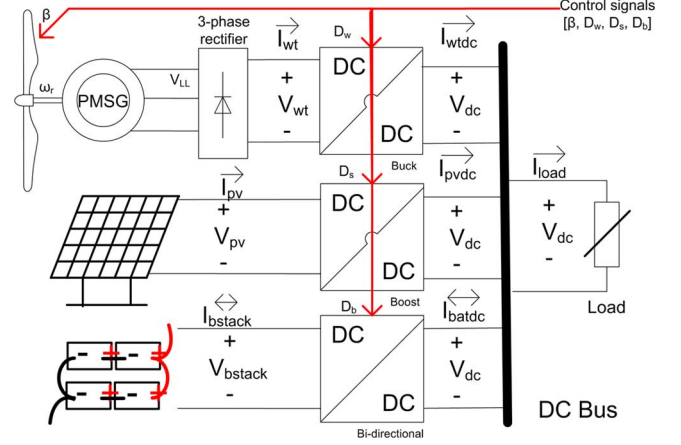 Control signals
[β, Dw, Ds, Db]
β
3-phase
rectifier
Iwt
Dw
Iwtdc
DC
ωr
PMSG
VLL
+
Vwt
-
+
Vdc
-
DC
Buck
Ipv
Ds
Ipvdc
Iload
DC
+
Vpv
-
+
Vdc
-
+
Vdc
-
DC
Boost
Load
Ibstack
Db
Ibatdc
DC
+
Vbstack
-
+
Vdc
-
- -
- -
DC
DC Bus
Bi-directional